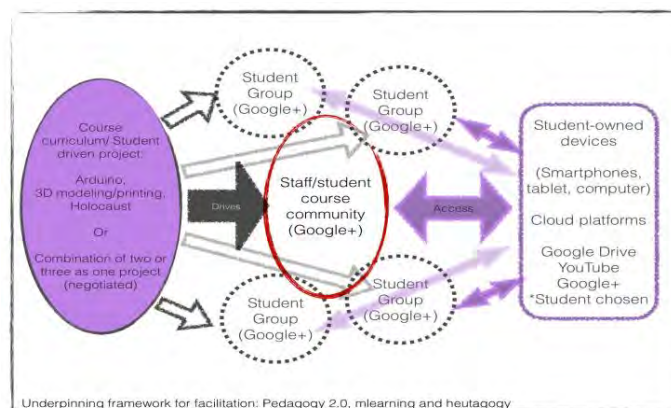 Course
curriculum/ Student
driven project:
Arduino,
3D modeling/printing,
Holocaust
Or
Combination of two or
three as one project
(negotiated)
Student
Group
(Google+)
Student
Group
(Google+)
Drives
Staff/student
course
community
(Google+)
Access
Student
Group
(Google+)
Student
Group
(Google+)
Student-owned
devices
(Smartphones,
tablet, computer)
Cloud platforms
Google Drive
YouTube
Google+
*Student chosen
Underpinning framework for facilitation: Pedagogy 2.0, mlearning and heutagogy